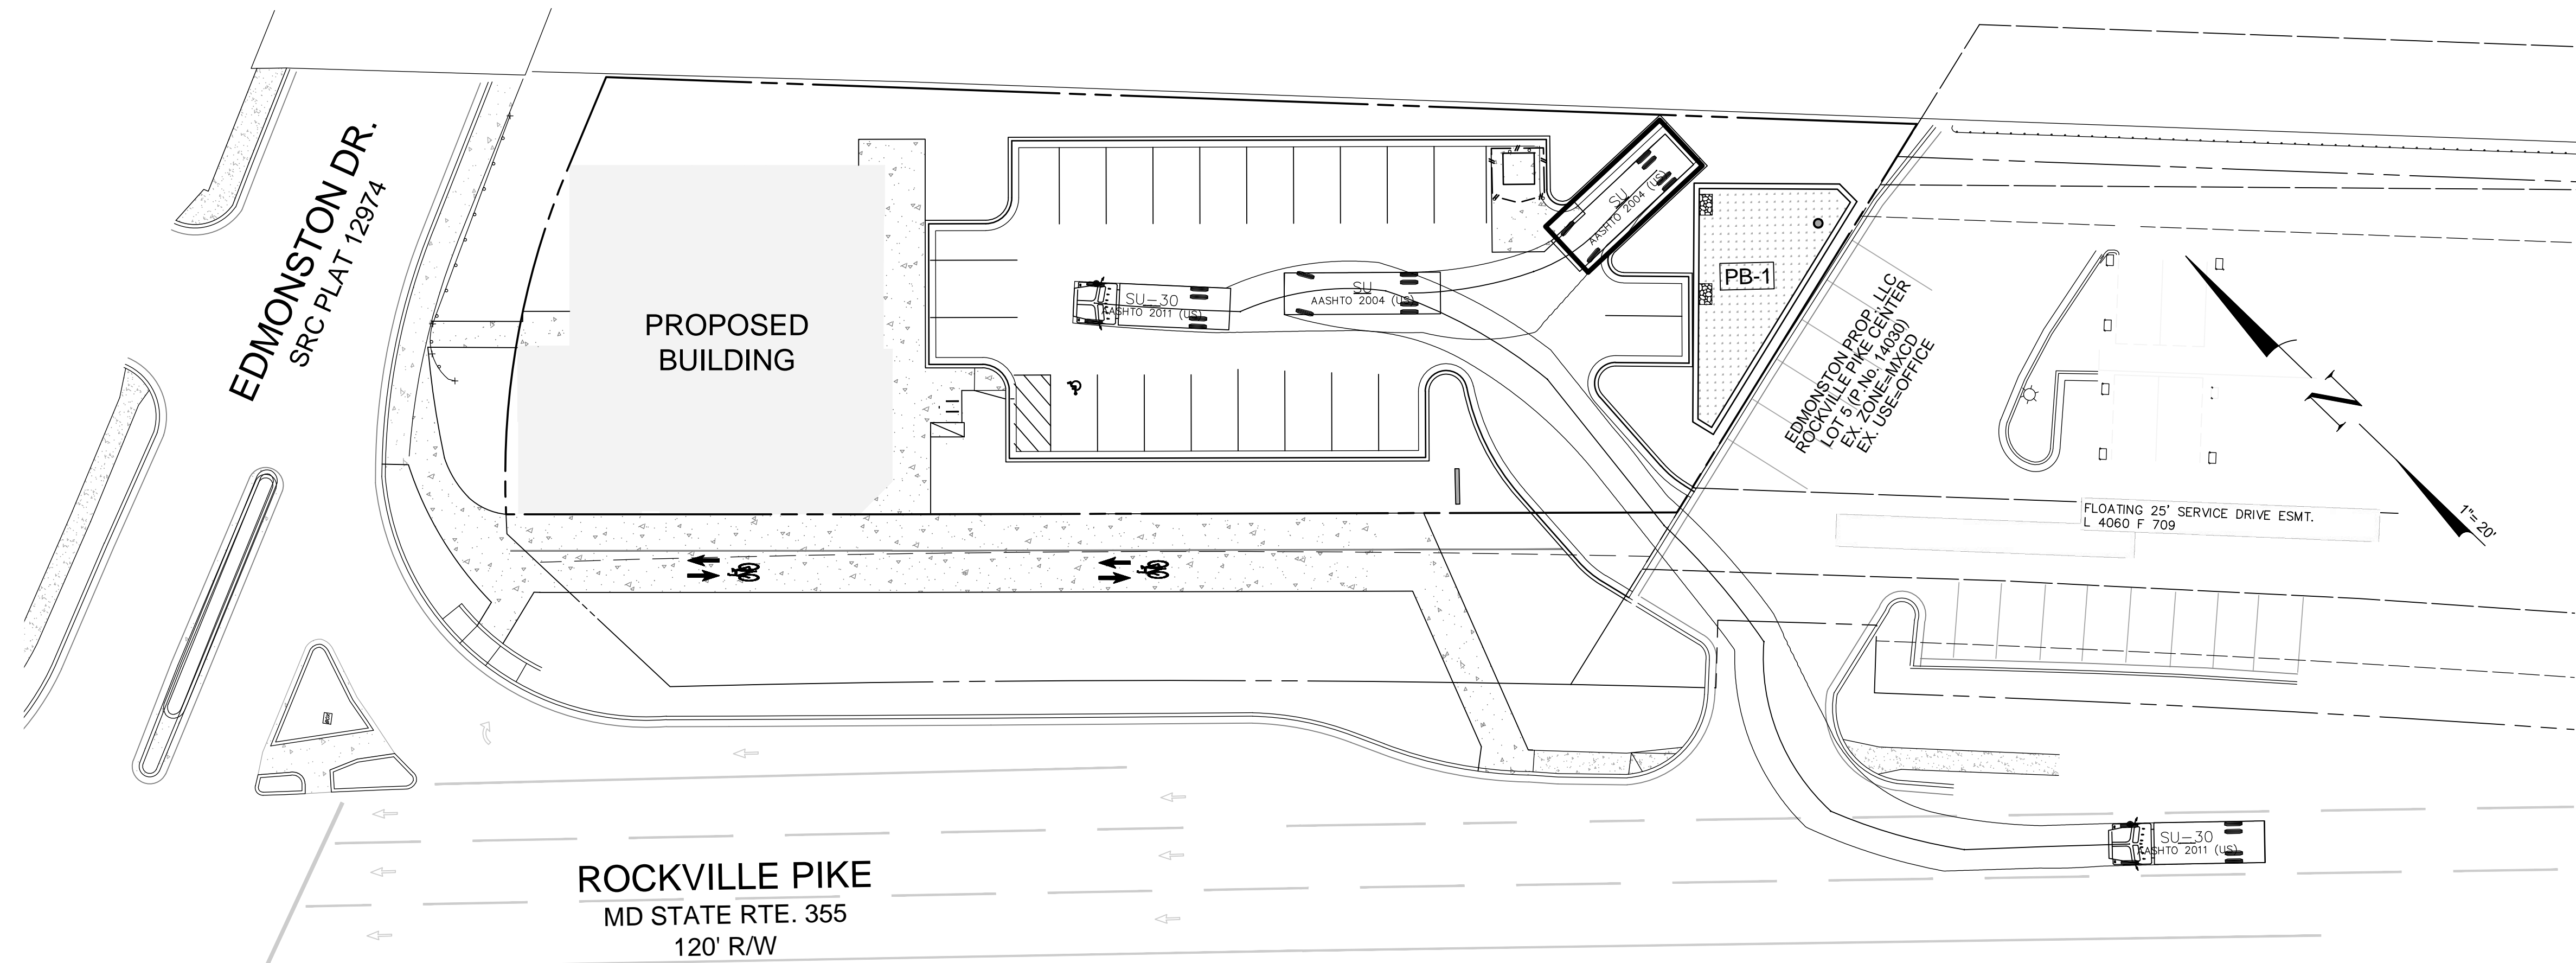 EDMONSTON DR.
SRC PLAT 12974
PROPOSED
BUILDING
SU-30
AASHTO 2011 (US)
SU
AASHTO 2004 (US)
SU
AASHTO 2004 (US)
PB-1
EDMONSTON PROP. LLC
ROCKVILLE PIKE CENTER
LOT 5 (P.No. 14030)
EX. ZONE=MXCD
EX. USE=OFFICE
N
1"= 20'
FLOATING 25' SERVICE DRIVE ESMT.
L 4060 F 709
SU-30
AASHTO 2011 (US)
ROCKVILLE PIKE
MD STATE RTE. 355
120' R/W